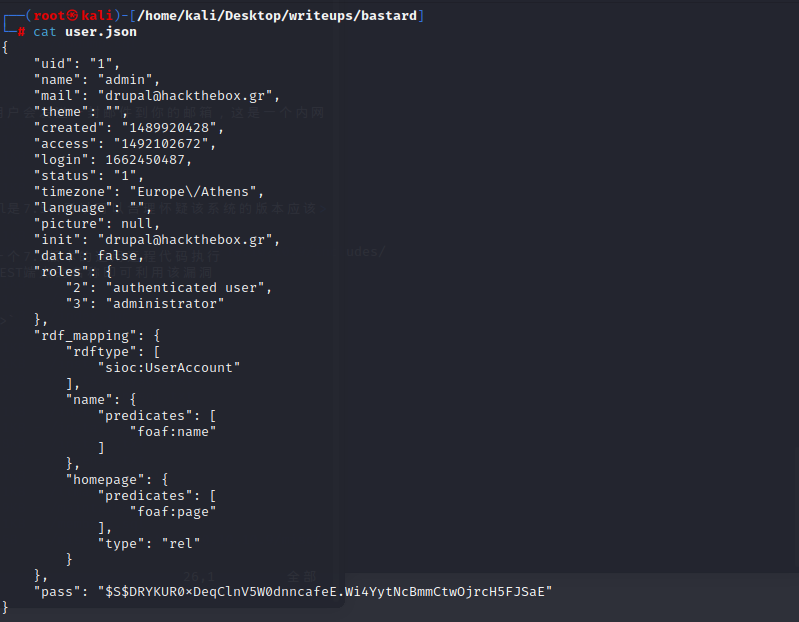 ┌──(root㉿kali)-[/home/kali/Desktop/writeups/bastard]
└─# cat user.json
{
    "uid": "1",
    "name": "admin",
    "mail": "drupal@hackthebox.gr",
    "theme": "",
    "created": "1489920428",
    "access": "1492102672",
    "login": 1662450487,
    "status": "1",
    "timezone": "Europe\/Athens",
    "language": "",
    "picture": null,
    "init": "drupal@hackthebox.gr",
    "data": false,
    "roles": {
        "2": "authenticated user",
        "3": "administrator"
    },
    "rdf_mapping": {
        "rdftype": [
            "sioc:UserAccount"
        ],
        "name": {
            "predicates": [
                "foaf:name"
            ]
        },
        "homepage": {
            "predicates": [
                "foaf:page"
            ],
            "type": "rel"
        }
    },
    "pass": "$S$DRYKUR0×DeqClnV5W0dnncafeE.Wi4YytNcBmmCtwOjrcH5FJSaE"
}